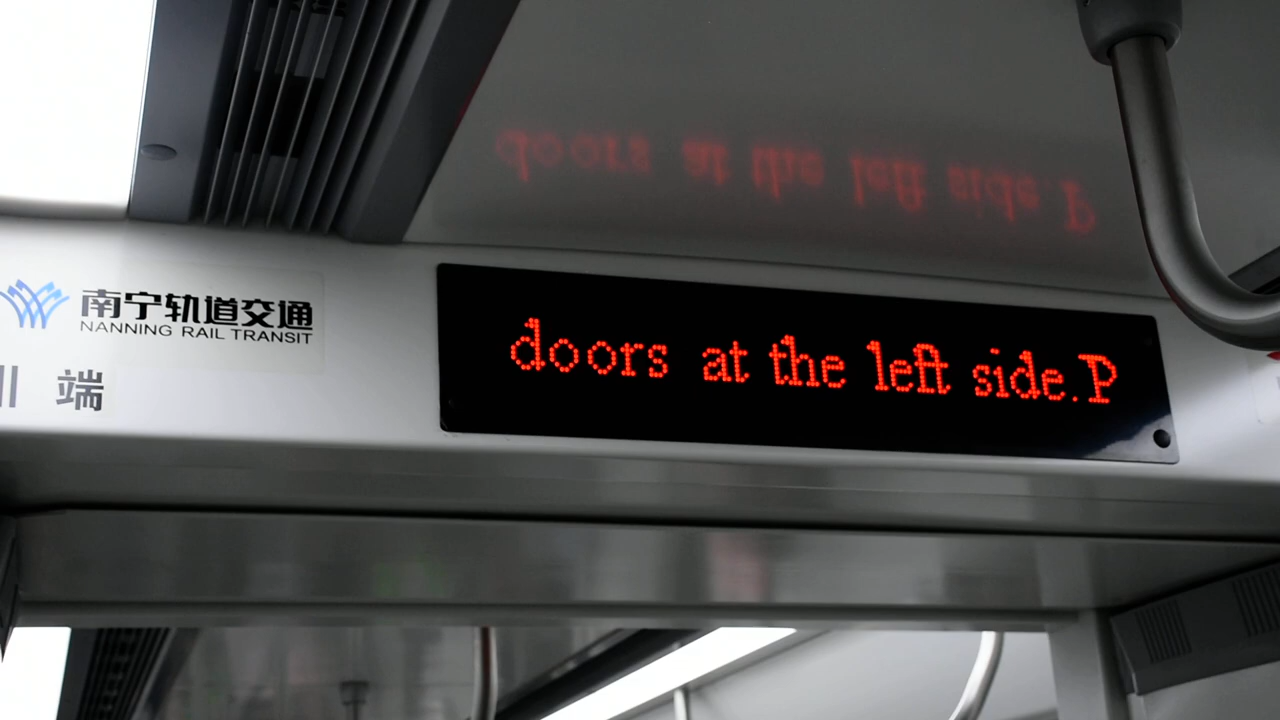 南宁轨道交通
NANNING RAIL TRANSIT
端
doors at the left side.P